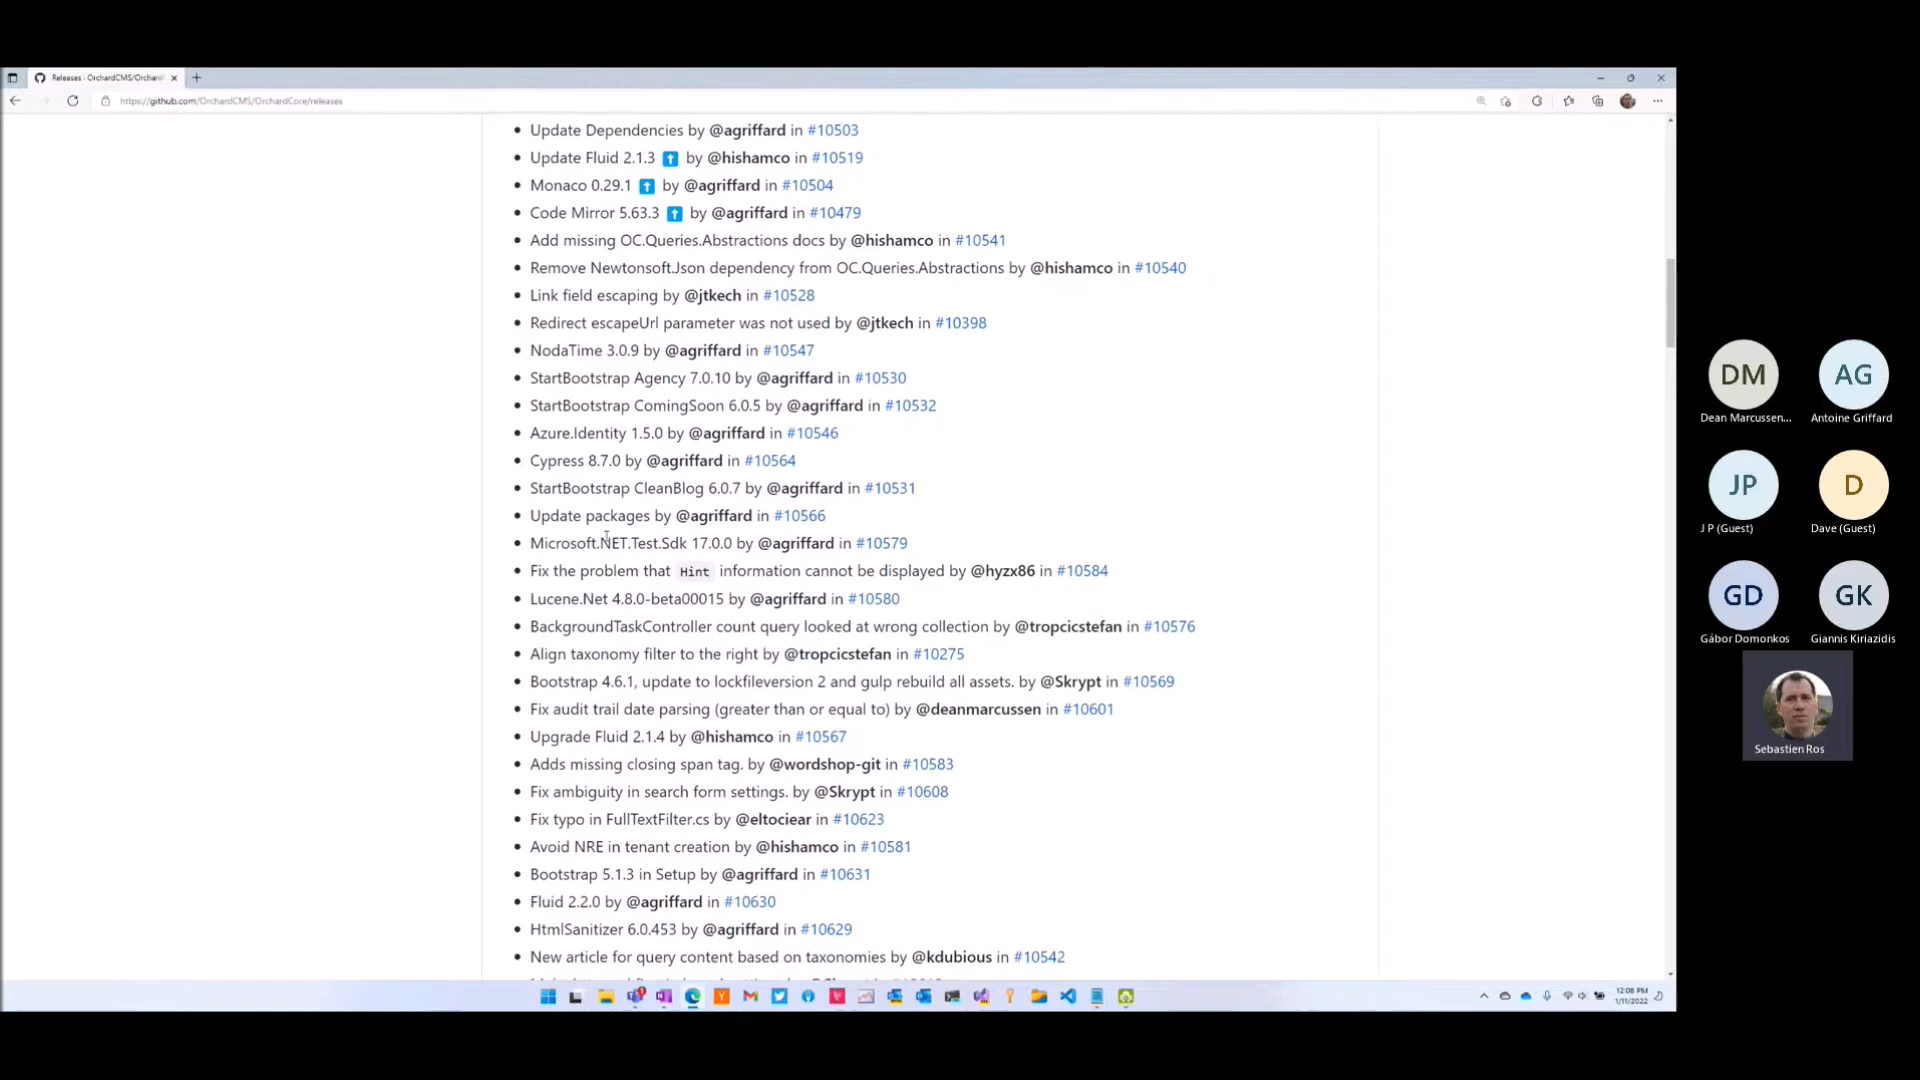 Releases · OrchardCMS/Orchard
https://github.com/OrchardCMS/OrchardCore/releases
Update Dependencies by @agriffard in #10503
Update Fluid 2.1.3 by @hishamco in #10519
Monaco 0.29.1 by @agriffard in #10504
Code Mirror 5.63.3 by @agriffard in #10479
Add missing OC.Queries.Abstractions docs by @hishamco in #10541
Remove Newtonsoft.Json dependency from OC.Queries.Abstractions by @hishamco in #10540
Link field escaping by @jtkech in #10528
Redirect escapeUrl parameter was not used by @jtkech in #10398
NodaTime 3.0.9 by @agriffard in #10547
StartBootstrap Agency 7.0.10 by @agriffard in #10530
StartBootstrap ComingSoon 6.0.5 by @agriffard in #10532
Azure.Identity 1.5.0 by @agriffard in #10546
Cypress 8.7.0 by @agriffard in #10564
StartBootstrap CleanBlog 6.0.7 by @agriffard in #10531
Update packages by @agriffard in #10566
Microsoft.NET.Test.Sdk 17.0.0 by @agriffard in #10579
Fix the problem that Hint information cannot be displayed by @hyzx86 in #10584
Lucene.Net 4.8.0-beta00015 by @agriffard in #10580
BackgroundTaskController count query looked at wrong collection by @tropcicstefan in #10576
Align taxonomy filter to the right by @tropcicstefan in #10275
Bootstrap 4.6.1, update to lockfileversion 2 and gulp rebuild all assets. by @Skrypt in #10569
Fix audit trail date parsing (greater than or equal to) by @deanmarcussen in #10601
Upgrade Fluid 2.1.4 by @hishamco in #10567
Adds missing closing span tag. by @wordshop-git in #10583
Fix ambiguity in search form settings. by @Skrypt in #10608
Fix typo in FullTextFilter.cs by @eltociear in #10623
Avoid NRE in tenant creation by @hishamco in #10581
Bootstrap 5.1.3 in Setup by @agriffard in #10631
Fluid 2.2.0 by @agriffard in #10630
HtmlSanitizer 6.0.453 by @agriffard in #10629
New article for query content based on taxonomies by @kdubious in #10542
12:08 PM
1/11/2022
DM
AG
Dean Marcussen...
Antoine Griffard
JP
D
J P (Guest)
Dave (Guest)
GD
GK
Gábor Domonkos
Giannis Kiriazidis
Sebastien Ros